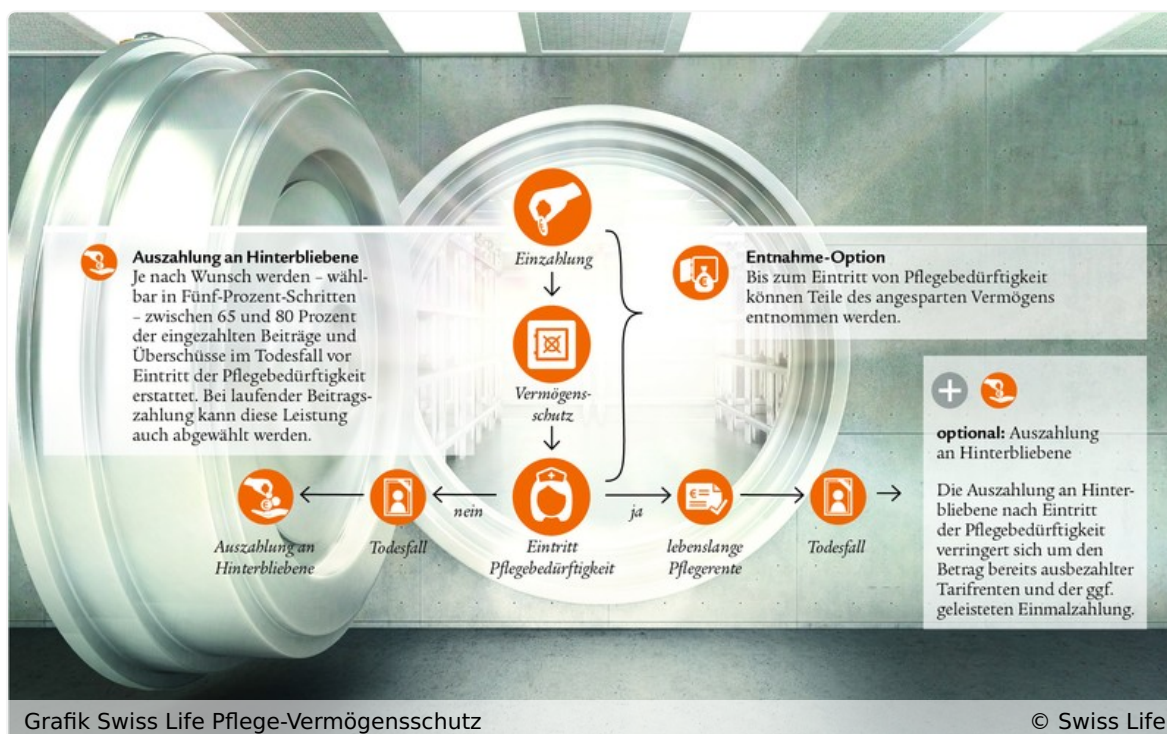 Einzahlung
Auszahlung an Hinterbliebene
Je nach Wunsch werden – wähl-
bar in Fünf-Prozent-Schritten
– zwischen 65 und 80 Prozent
der eingezahlten Beiträge und
Überschüsse im Todesfall vor
Eintritt der Pflegebedürftigkeit
erstattet. Bei laufender Beitrags-
zahlung kann diese Leistung
auch abgewählt werden.
Entnahme-Option
Bis zum Eintritt von Pflegebedürftigkeit
können Teile des angesparten Vermögens
entnommen werden.
Vermögens-
schutz
nein
ja
Auszahlung an
Hinterbliebene
Todesfall
Eintritt
Pflegebedürftigkeit
lebenslange
Pflegerente
Todesfall
optional: Auszahlung
an Hinterbliebene
Die Auszahlung an Hinter-
bliebene nach Eintritt
der Pflegebedürftigkeit
verringert sich um den
Betrag bereits ausbezahlter
Tarifrenten und der ggf.
geleisteten Einmalzahlung.
Grafik Swiss Life Pflege-Vermögensschutz
© Swiss Life